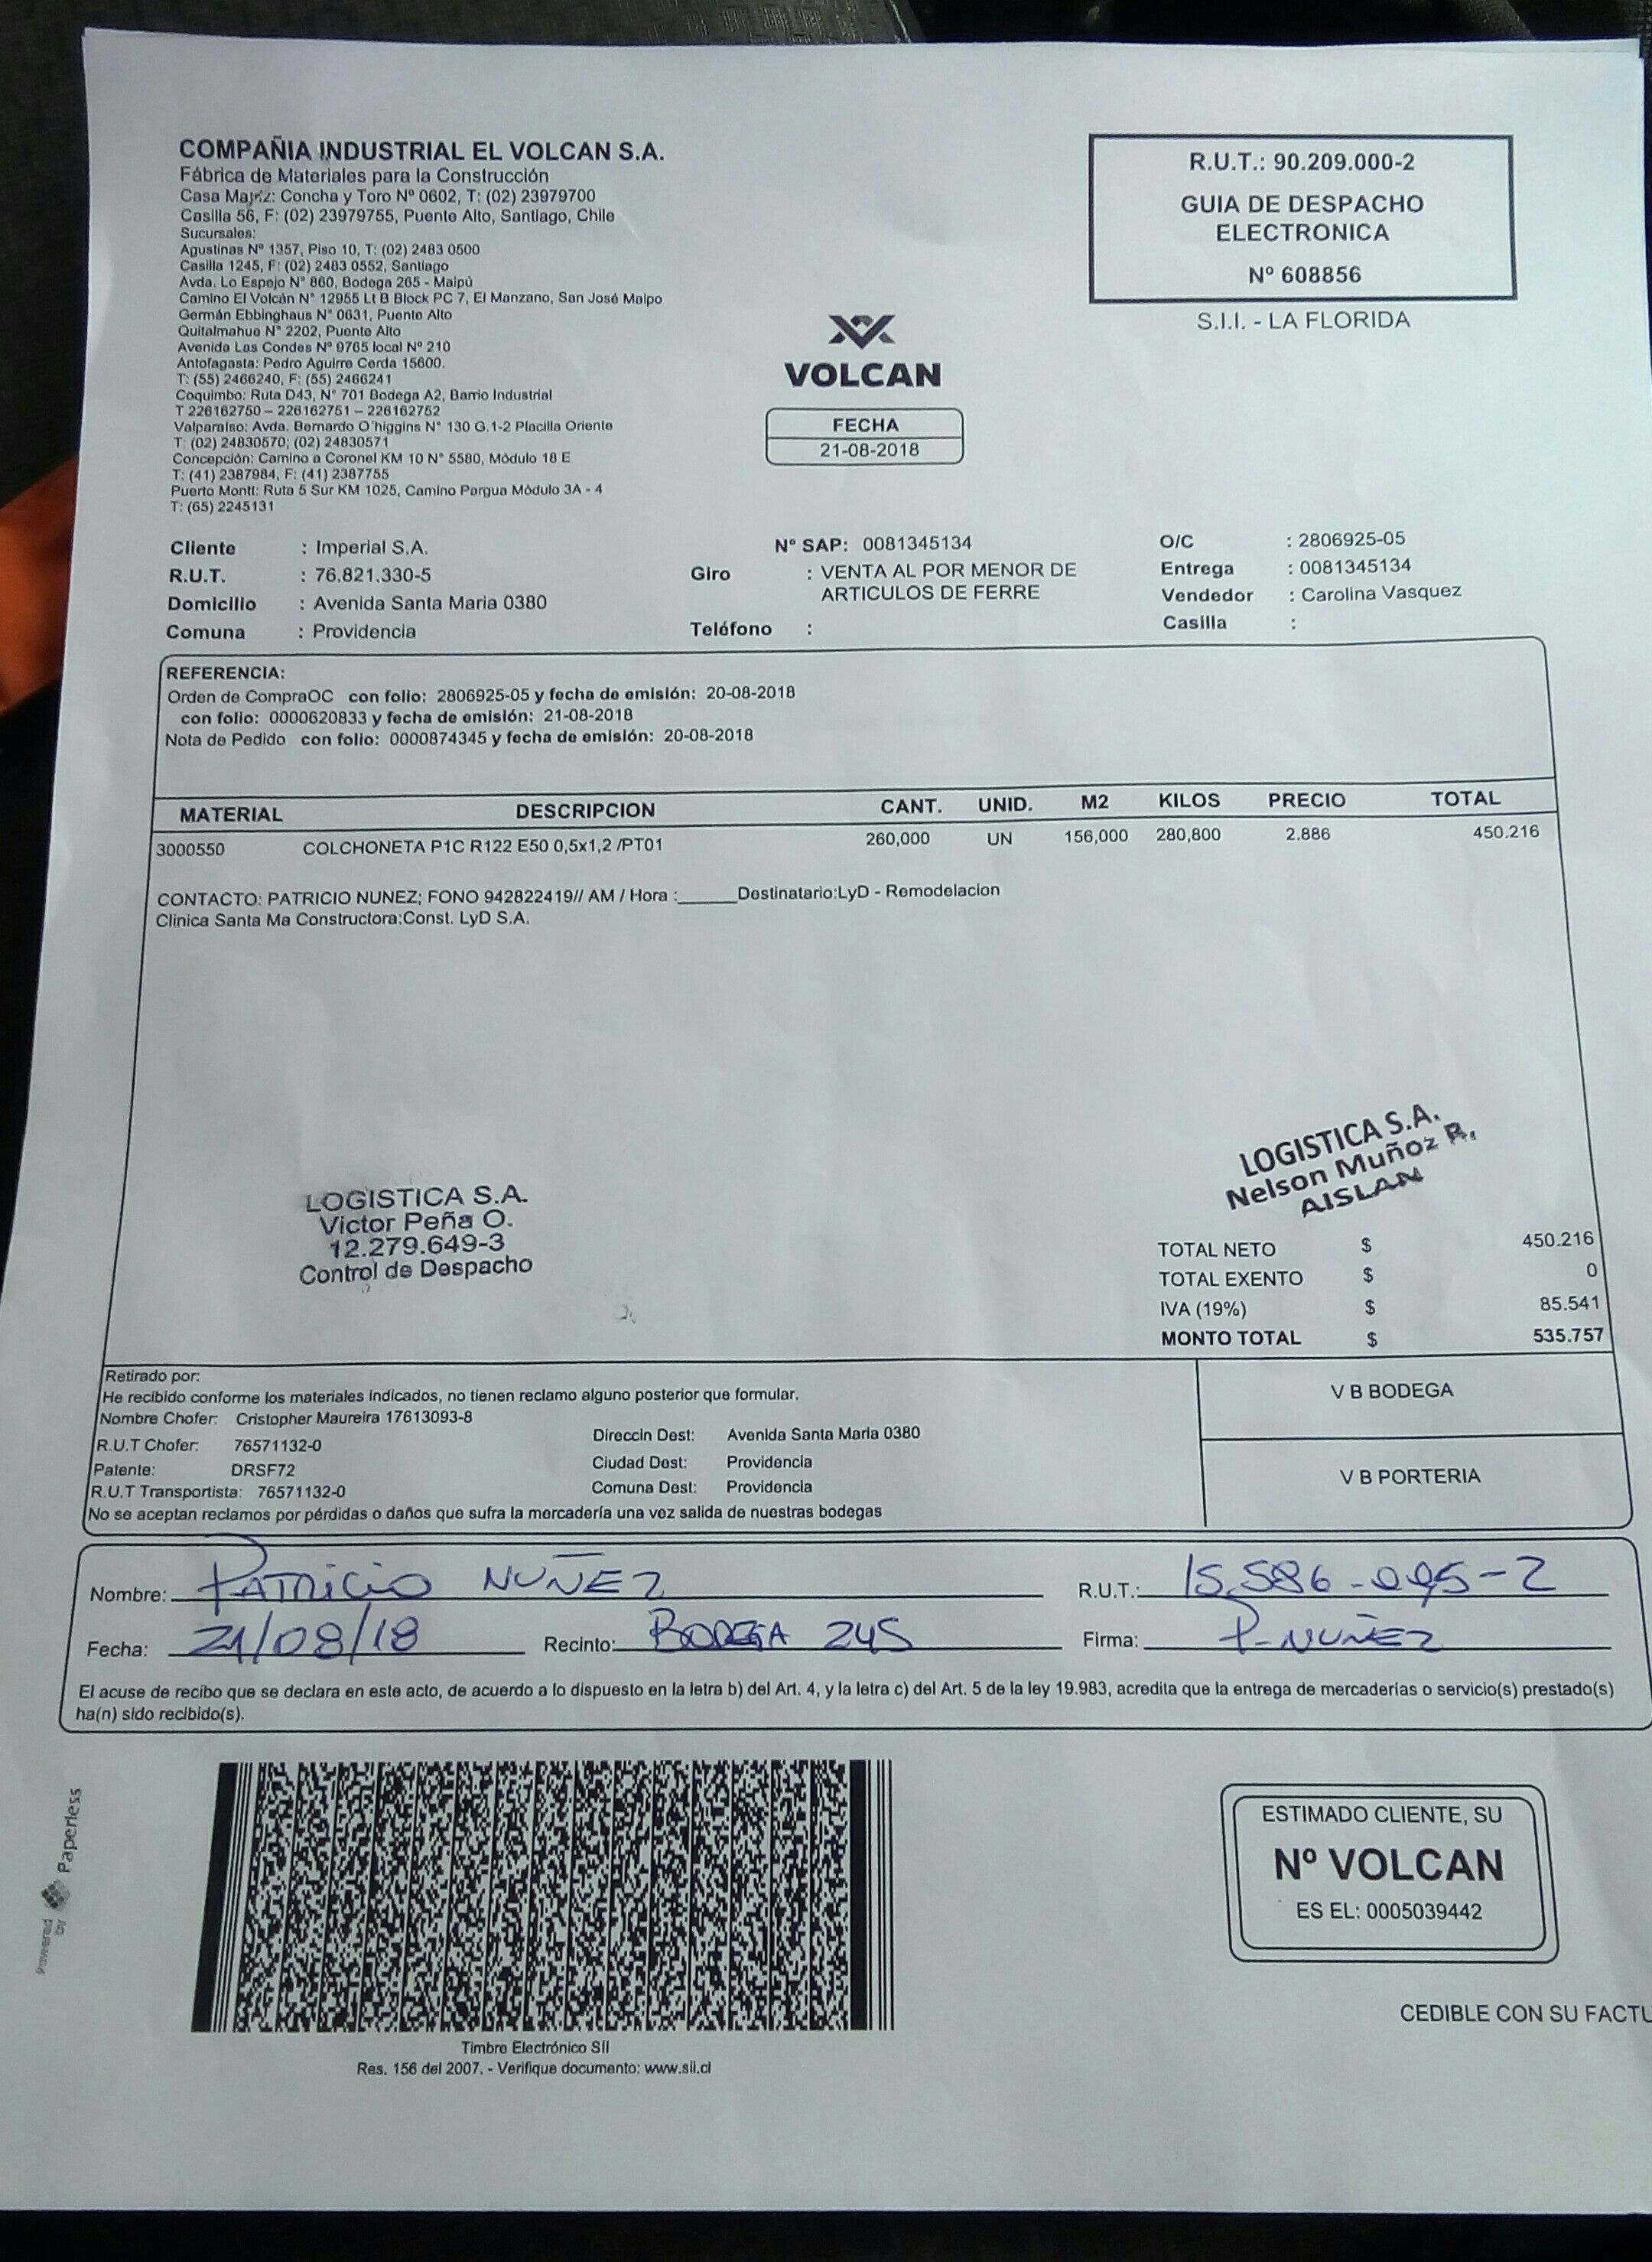 COMPAÑIA INDUSTRIAL EL VOLCAN S.A.
Fábrica de Materiales para la Construcción
Casa Matriz: Concha y Toro Nº 0602, T: (02) 23979700
Casilla 56, F: (02) 23979755, Puente Alto, Santiago, Chile
Sucursales:
Agustinas Nº 1357, Piso 10, T: (02) 2483 0500
Casilla 1245, F: (02) 2483 0552, Santiago
Avda. Lo Espejo N° 860, Bodega 265 - Maipú
Camino El Volcán N° 12955 Lt B Block PC 7, El Manzano, San José Maipo
Germán Ebbinghaus N° 0631, Puente Alto
Quitalmahue N° 2202, Puente Alto
Avenida Las Condes Nº 9765 local Nº 210
Antofagasta: Pedro Aguirre Cerda 15600.
T: (55) 2466240, F: (55) 2466241
Coquimbo: Ruta D43, N° 701 Bodega A2, Barrio Industrial
T 226162750 – 226162751 – 226162752
Valparaíso: Avda. Bernardo O´higgins N° 130 G.1-2 Placilla Oriente
T: (02) 24830570; (02) 24830571
Concepción: Camino a Coronel KM 10 N° 5580, Módulo 18 E
T: (41) 2387984, F: (41) 2387755
Puerto Montt: Ruta 5 Sur KM 1025, Camino Pargua Módulo 3A - 4
T: (65) 2245131
VOLCAN
FECHA
21-08-2018
R.U.T.: 90.209.000-2
GUIA DE DESPACHO
ELECTRONICA
Nº 608856
S.I.I. - LA FLORIDA
Cliente : Imperial S.A. Nº SAP: 0081345134 O/C : 2806925-05
R.U.T. : 76.821.330-5 Giro : VENTA AL POR MENOR DE Entrega : 0081345134
ARTICULOS DE FERRE
Domicilio : Avenida Santa Maria 0380 Vendedor : Carolina Vasquez
Comuna : Providencia Teléfono : Casilla :
REFERENCIA:
Orden de CompraOC con folio: 2806925-05 y fecha de emisión: 20-08-2018
con folio: 0000620833 y fecha de emisión: 21-08-2018
Nota de Pedido con folio: 0000874345 y fecha de emisión: 20-08-2018
MATERIAL DESCRIPCION CANT. UNID. M2 KILOS PRECIO TOTAL
3000550 COLCHONETA P1C R122 E50 0,5x1,2 /PT01 260,000 UN 156,000 280,800 2.886 450.216
CONTACTO: PATRICIO NUNEZ; FONO 942822419// AM / Hora :______Destinatario:LyD - Remodelacion
Clinica Santa Ma Constructora:Const. LyD S.A.
LOGISTICA S.A.
Victor Peña O.
12.279.649-3
Control de Despacho
LOGISTICA S.A.
Nelson Muñoz R.
AISLAN
TOTAL NETO $ 450.216
TOTAL EXENTO $ 0
IVA (19%) $ 85.541
MONTO TOTAL $ 535.757
Retirado por:
He recibido conforme los materiales indicados, no tienen reclamo alguno posterior que formular.
Nombre Chofer: Cristopher Maureira 17613093-8
R.U.T Chofer: 76571132-0 Direccin Dest: Avenida Santa Maria 0380
Patente: DRSF72 Ciudad Dest: Providencia
R.U.T Transportista: 76571132-0 Comuna Dest: Providencia
No se aceptan reclamos por pérdidas o daños que sufra la mercadería una vez salida de nuestras bodegas
V B BODEGA
V B PORTERIA
Nombre: PATRICIO NUÑEZ R.U.T.: 15.586.095-2
Fecha: 21/08/18 Recinto: BODEGA 245 Firma: P-NUÑEZ
El acuse de recibo que se declara en este acto, de acuerdo a lo dispuesto en la letra b) del Art. 4, y la letra c) del Art. 5 de la ley 19.983, acredita que la entrega de mercaderías o servicio(s) prestado(s)
ha(n) sido recibido(s).
Powered by Paperless
Timbre Electrónico SII
Res. 156 del 2007. - Verifique documento: www.sii.cl
ESTIMADO CLIENTE, SU
Nº VOLCAN
ES EL: 0005039442
CEDIBLE CON SU FACTU